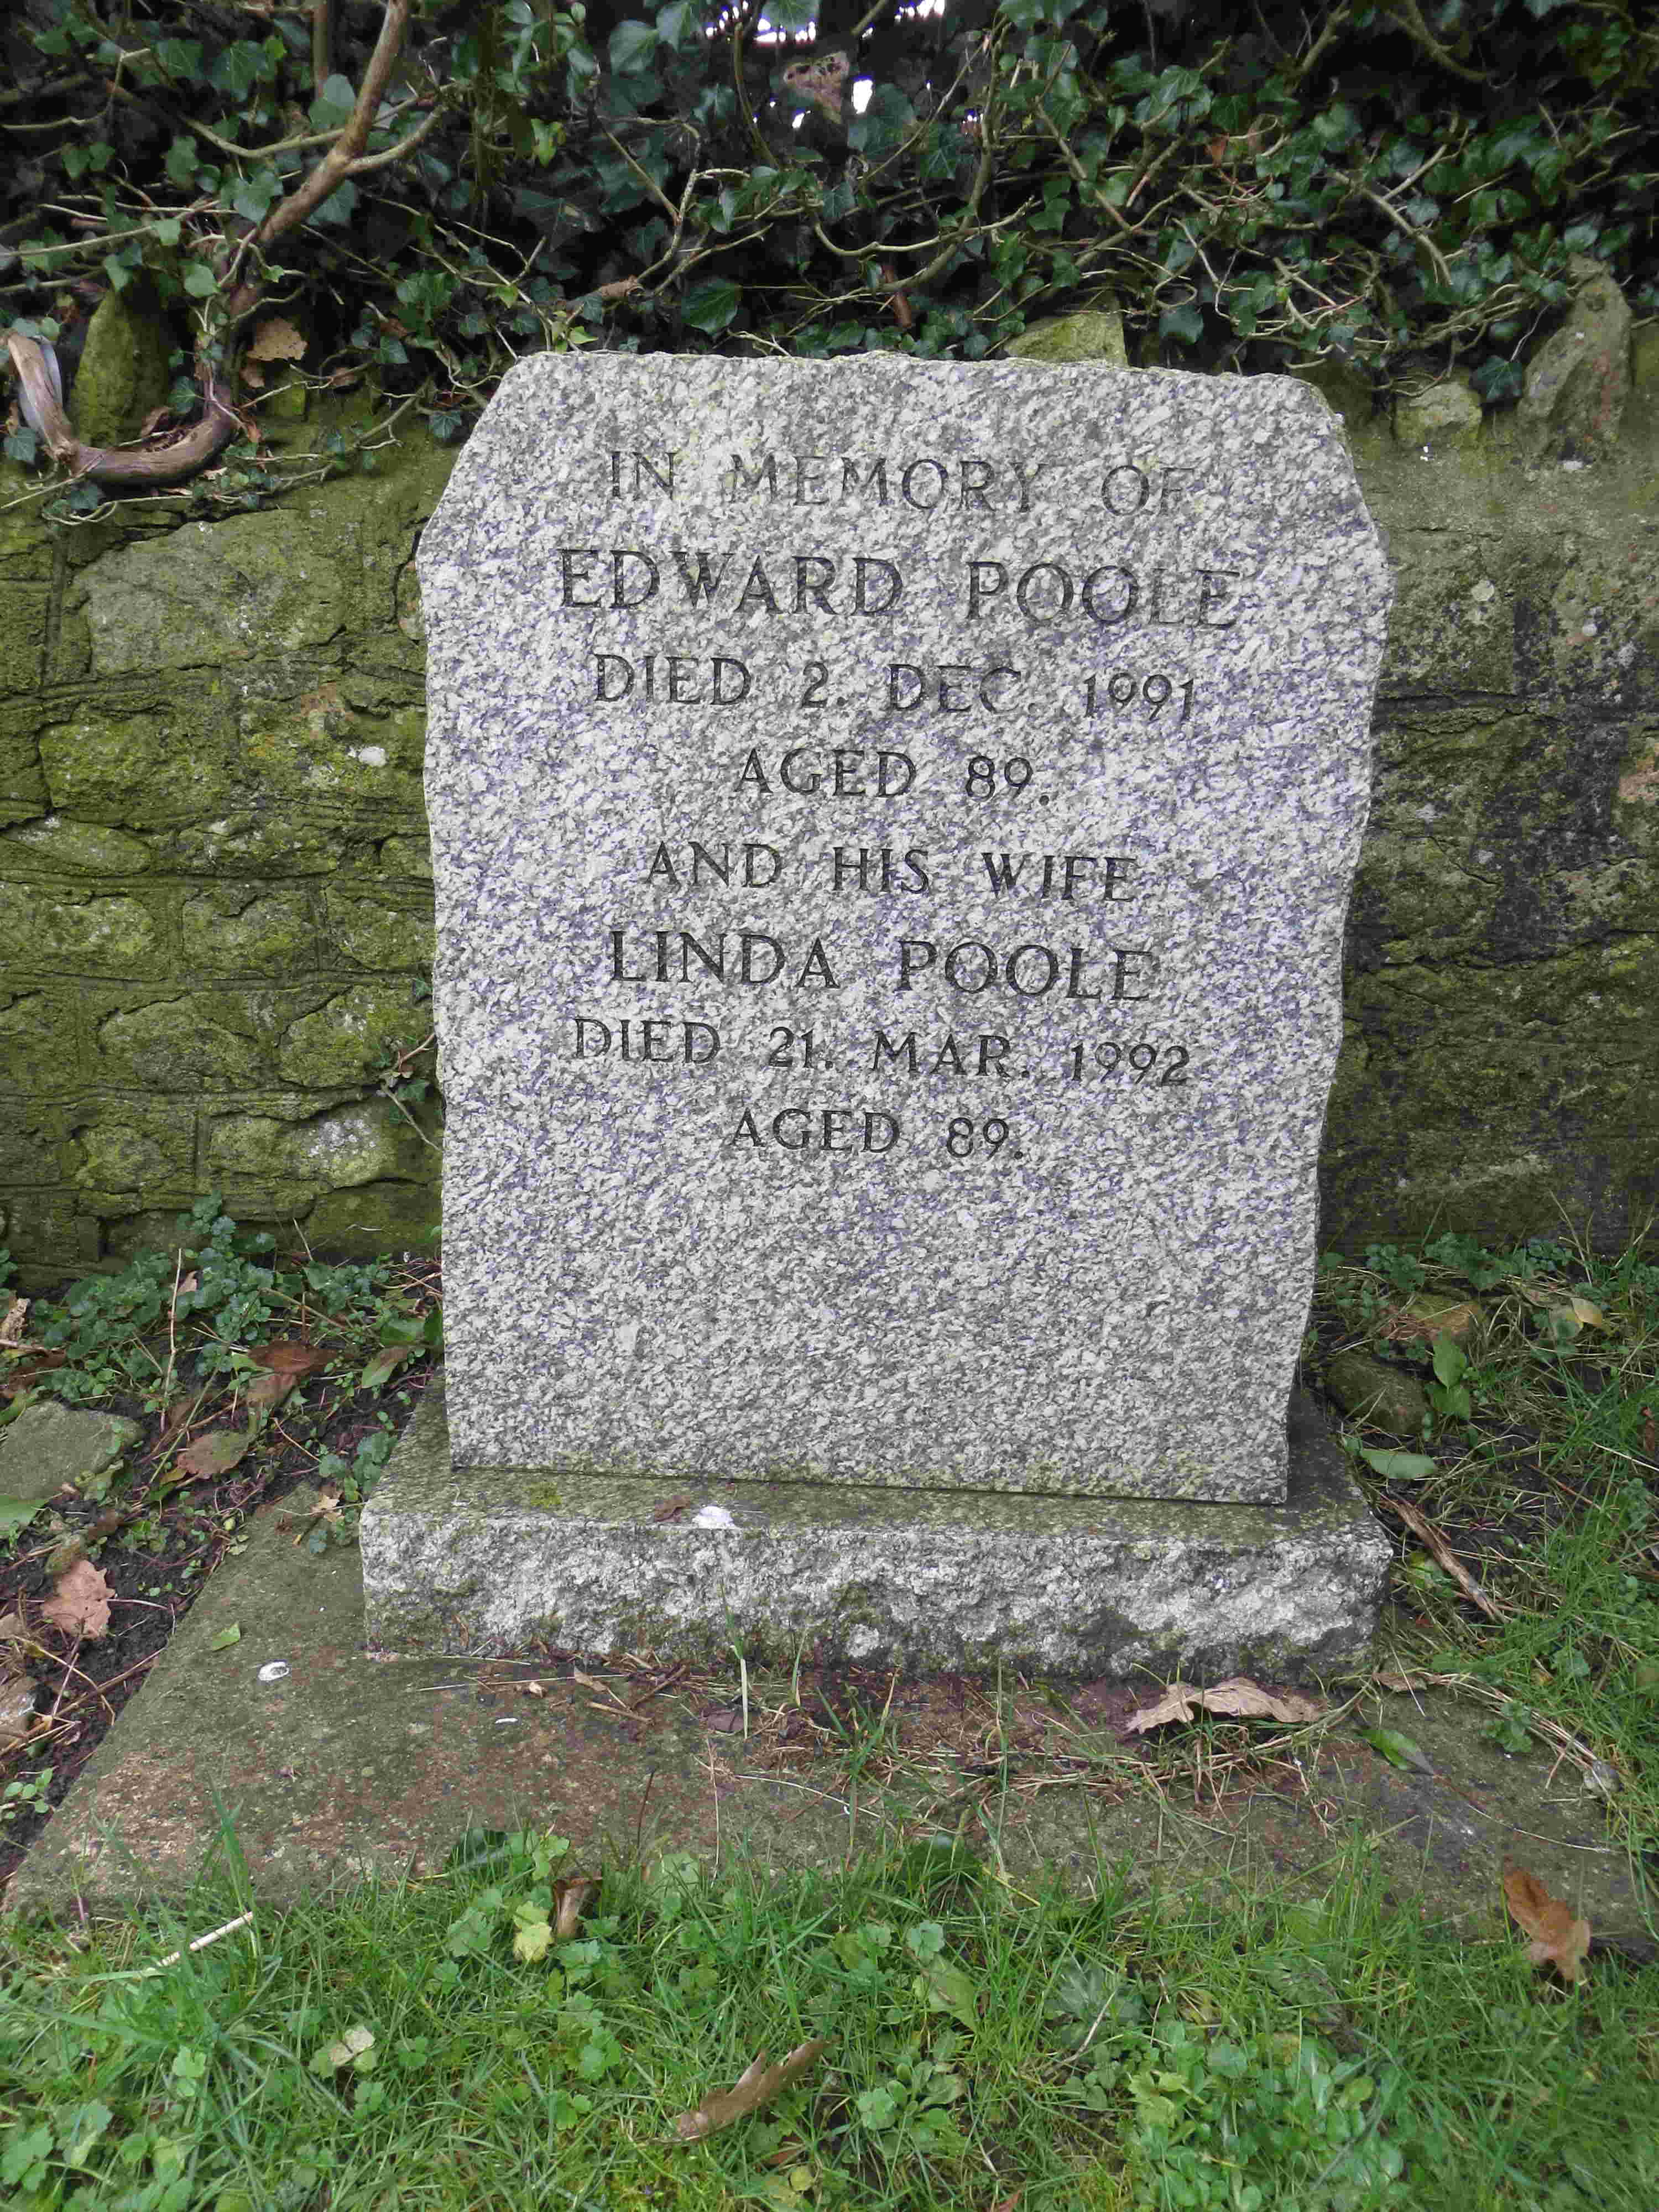 IN MEMORY OF
EDWARD POOLE
DIED 2. DEC. 1991
AGED 89.
AND HIS WIFE
LINDA POOLE
DIED 21. MAR. 1992
AGED 89.